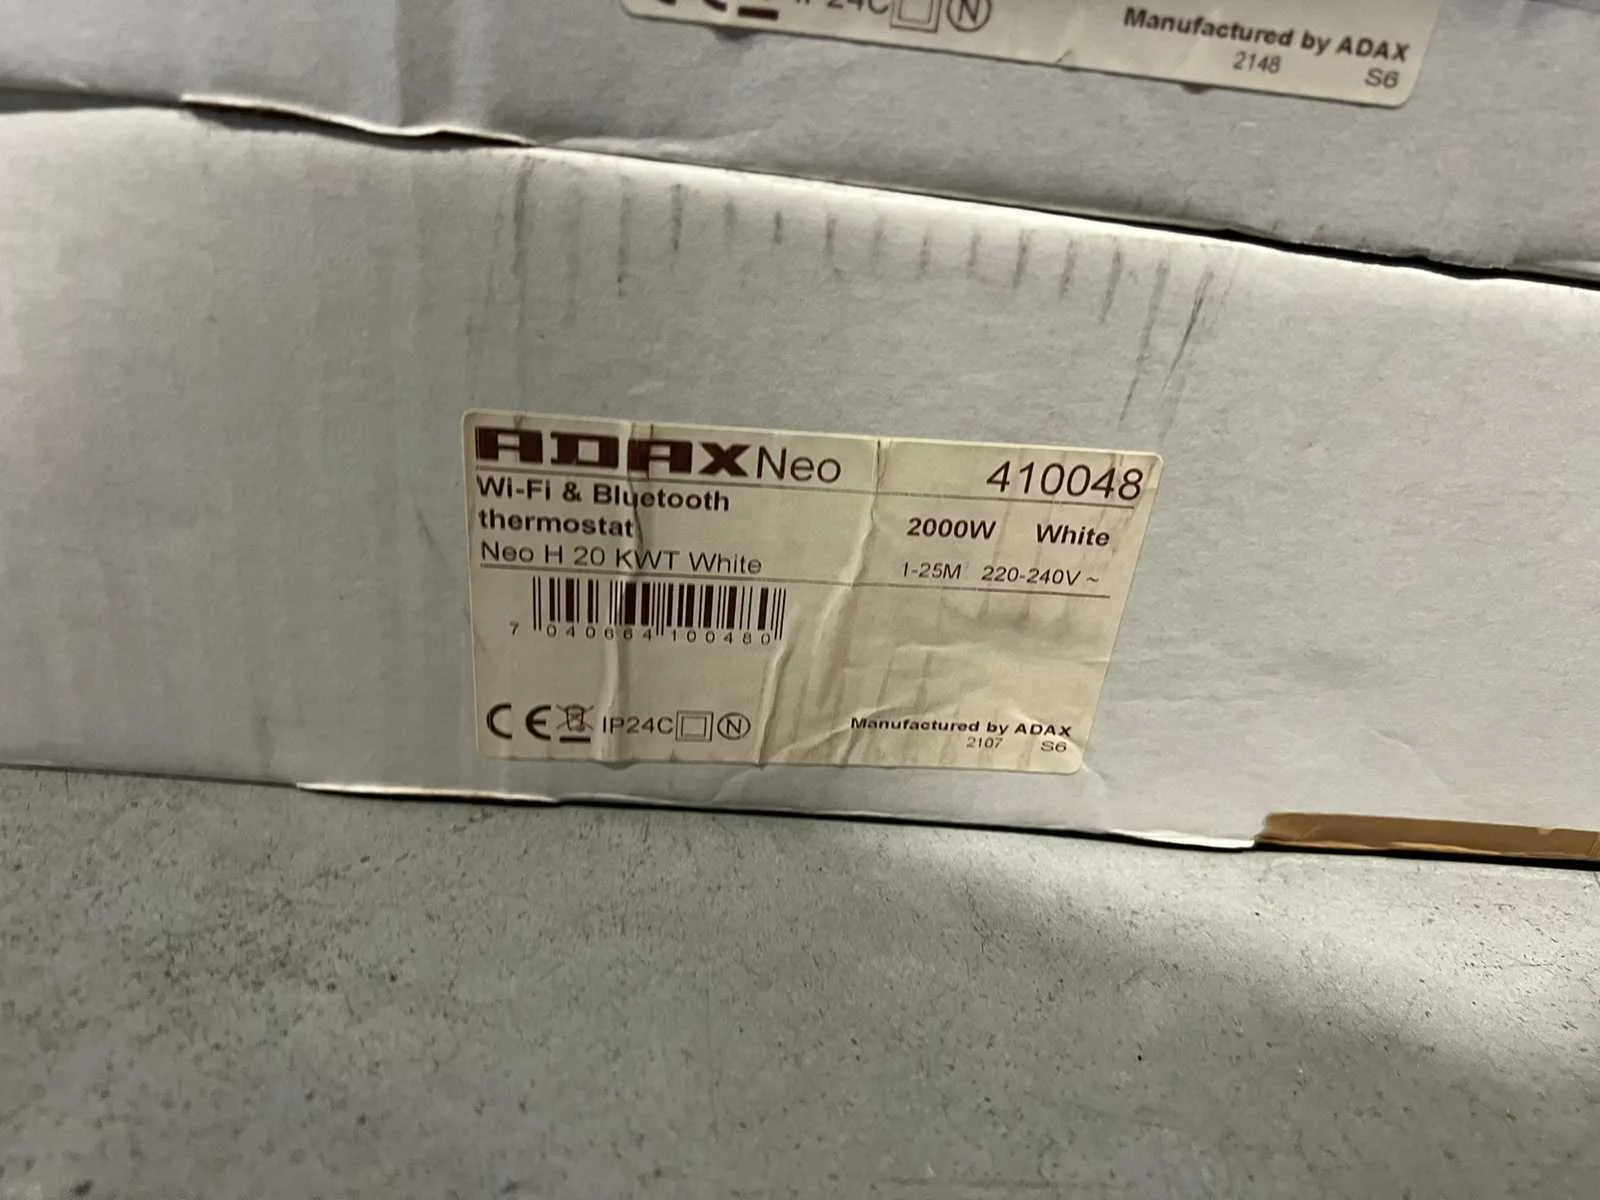 IP24C N
Manufactured by ADAX
2148 S6
ADAX Neo 410048
Wi-Fi & Bluetooth
thermostat
2000W White
Neo H 20 KWT White
1-25M 220-240V ~
7 040664 100480
CE IP24C N
Manufactured by ADAX
2107 S6